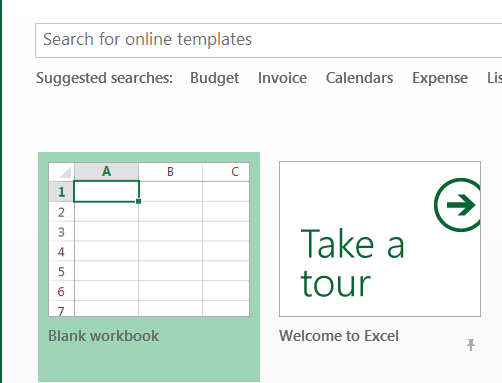 Search for online templates
Suggested searches: Budget Invoice Calendars Expense Lis
A B C
1
2
3
4
5
6
7
Take a
tour
Blank workbook
Welcome to Excel